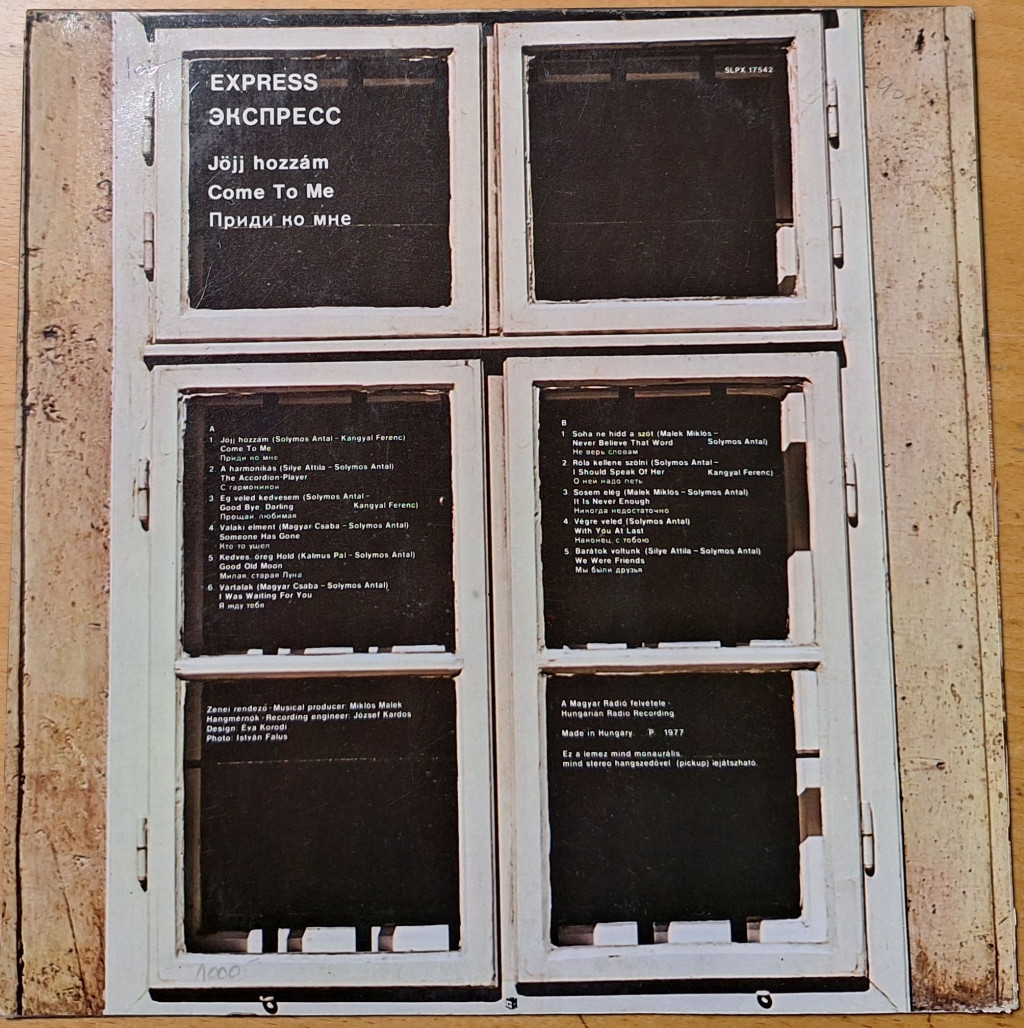 EXPRESS
ЭКСПРЕСС
Jöjj hozzám
Come To Me
Приди ко мне
SLPX 17542
A
1. Jöjj hozzám (Solymos Antal – Kangyal Ferenc)
Come To Me
Приди ко мне
2. A harmonikás (Silye Attila – Solymos Antal)
The Accordion-Player
С гармоникой
3. Ég veled kedvesem (Solymos Antal –
Good Bye, Darling Kangyal Ferenc)
Прощай, любимая
4. Valaki elment (Magyar Csaba – Solymos Antal)
Someone Has Gone
Кто-то ушел
5. Kedves, öreg Hold (Kalmus Pál – Solymos Antal)
Good Old Moon
Милая, старая Луна
6. Vártalak (Magyar Csaba – Solymos Antal)
I Was Waiting For You
Я жду тебя
B
1. Soha ne hidd a szót (Malek Miklós –
Never Believe That Word Solymos Antal)
Не верь словам
2. Róla kellene szólni (Solymos Antal –
I Should Speak Of Her Kangyal Ferenc)
О ней надо петь
3. Sosem elég (Malek Miklós – Solymos Antal)
It Is Never Enough
Никогда недостаточно
4. Végre veled (Solymos Antal)
With You At Last
Наконец, с тобою
5. Barátok voltunk (Silye Attila – Solymos Antal)
We Were Friends
Мы были друзья
Zenei rendező · Musical producer: Miklós Malek
Hangmérnök · Recording engineer: József Kardos
Design: Éva Korodi
Photo: István Falus
A Magyar Rádió felvétele ·
Hungarian Radio Recording
Made in Hungary P 1977
Ez a lemez mind monaurális,
mind stereo hangszedővel (pickup) lejátszható.
1000